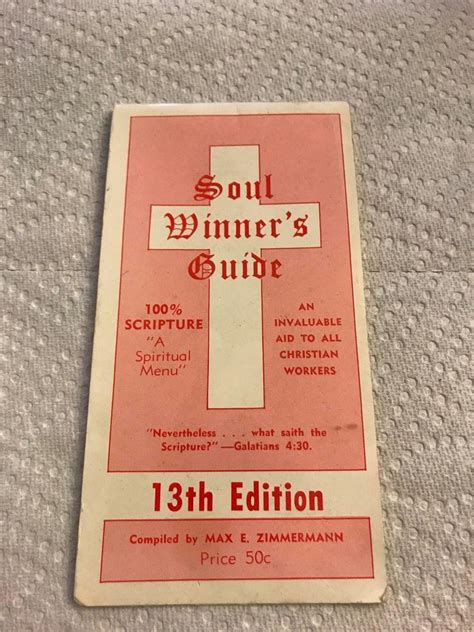 Soul
Winner's
Guide
100%
SCRIPTURE
"A
Spiritual
Menu"
AN
INVALUABLE
AID TO ALL
CHRISTIAN
WORKERS
"Nevertheless . . . what saith the
Scripture?"—Galatians 4:30.
13th Edition
Compiled by MAX E. ZIMMERMANN
Price 50c